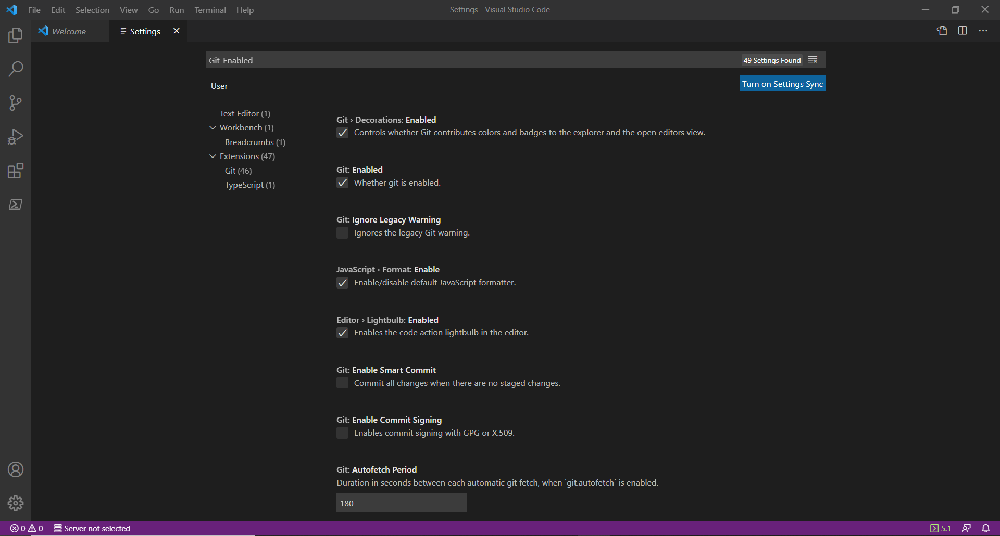 File Edit Selection View Go Run Terminal Help
Settings - Visual Studio Code
Welcome
Settings
Git-Enabled
49 Settings Found
User
Turn on Settings Sync
Text Editor (1)
Workbench (1)
Breadcrumbs (1)
Extensions (47)
Git (46)
TypeScript (1)
Git › Decorations: Enabled
Controls whether Git contributes colors and badges to the explorer and the open editors view.
Git: Enabled
Whether git is enabled.
Git: Ignore Legacy Warning
Ignores the legacy Git warning.
JavaScript › Format: Enable
Enable/disable default JavaScript formatter.
Editor › Lightbulb: Enabled
Enables the code action lightbulb in the editor.
Git: Enable Smart Commit
Commit all changes when there are no staged changes.
Git: Enable Commit Signing
Enables commit signing with GPG or X.509.
Git: Autofetch Period
Duration in seconds between each automatic git fetch, when `git.autofetch` is enabled.
180
0 0 Server not selected
5.1